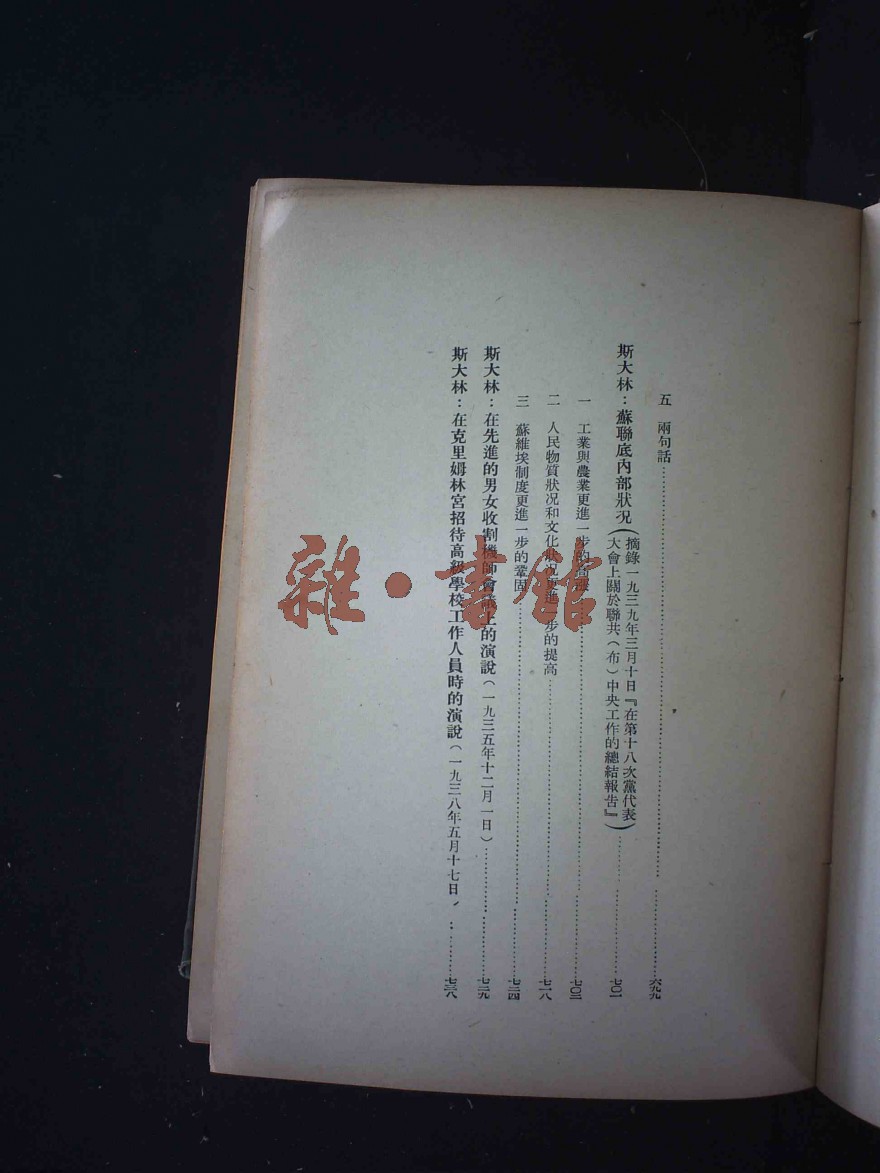 五　兩句話……六九九
斯大林：蘇聯底內部狀況(摘錄一九三九年三月十日『在第十八次黨代表
大會上關於聯共（布）中央工作的總結報告』)……七〇一
一　工業與農業更進一步的高漲……七〇三
二　人民物質狀況和文化狀況更進一步的提高……七一八
三　蘇維埃制度更進一步的鞏固……七二四
斯大林：在先進的男女收割機師會議上的演說(一九三五年十二月一日)……七二九
斯大林：在克里姆林宮招待高級學校工作人員時的演說(一九三八年五月十七日……七三八
雜·書館